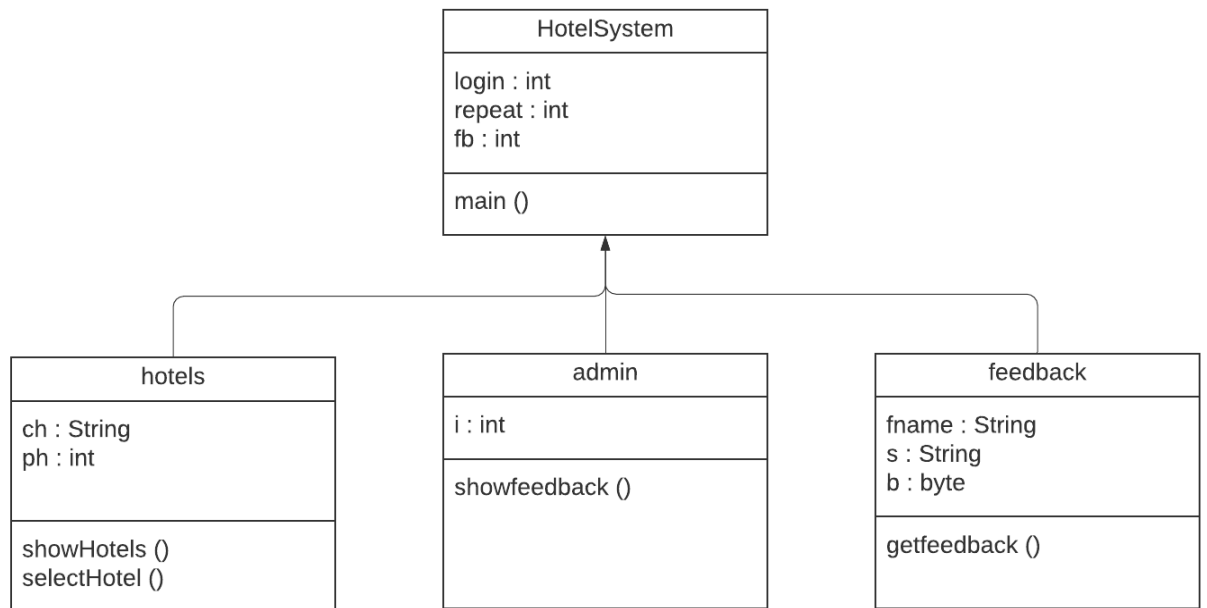 HotelSystem
login : int
repeat : int
fb : int
main ()
hotels
ch : String
ph : int
showHotels ()
selectHotel ()
admin
i : int
showfeedback ()
feedback
fname : String
s : String
b : byte
getfeedback ()